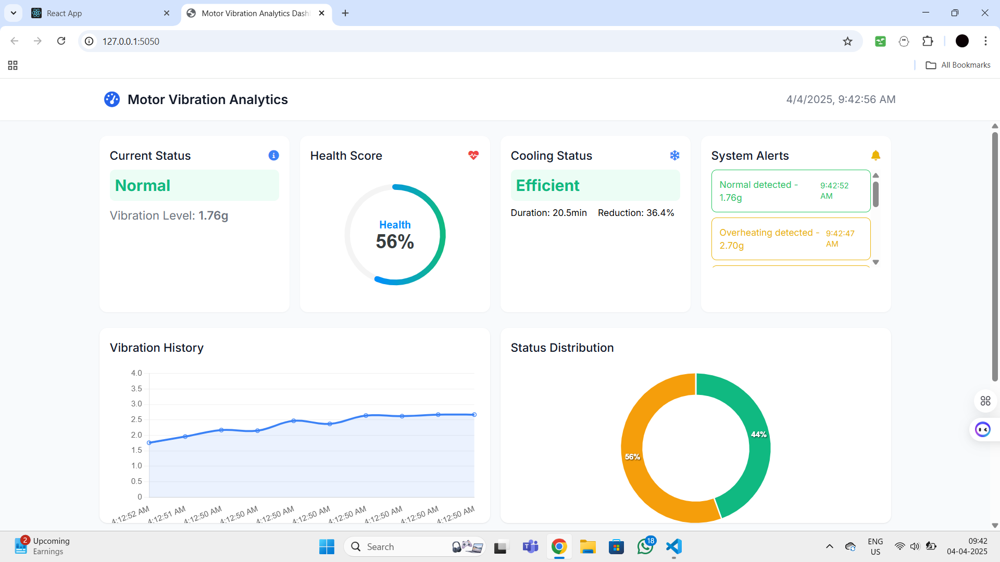 React App
Motor Vibration Analytics Dash
127.0.0.1:5050
All Bookmarks
Motor Vibration Analytics
4/4/2025, 9:42:56 AM
Current Status
Normal
Vibration Level: 1.76g
Health Score
Health
56%
Cooling Status
Efficient
Duration: 20.5min Reduction: 36.4%
System Alerts
Normal detected - 1.76g
9:42:52 AM
Overheating detected - 2.70g
9:42:47 AM
Vibration History
4.0
3.5
3.0
2.5
2.0
1.5
1.0
0.5
0
4:12:52 AM
4:12:51 AM
4:12:50 AM
4:12:50 AM
4:12:50 AM
4:12:50 AM
4:12:50 AM
4:12:50 AM
4:12:50 AM
4:12:50 AM
Status Distribution
44%
56%
2
Upcoming
Earnings
Search
18
ENG
US
09:42
04-04-2025